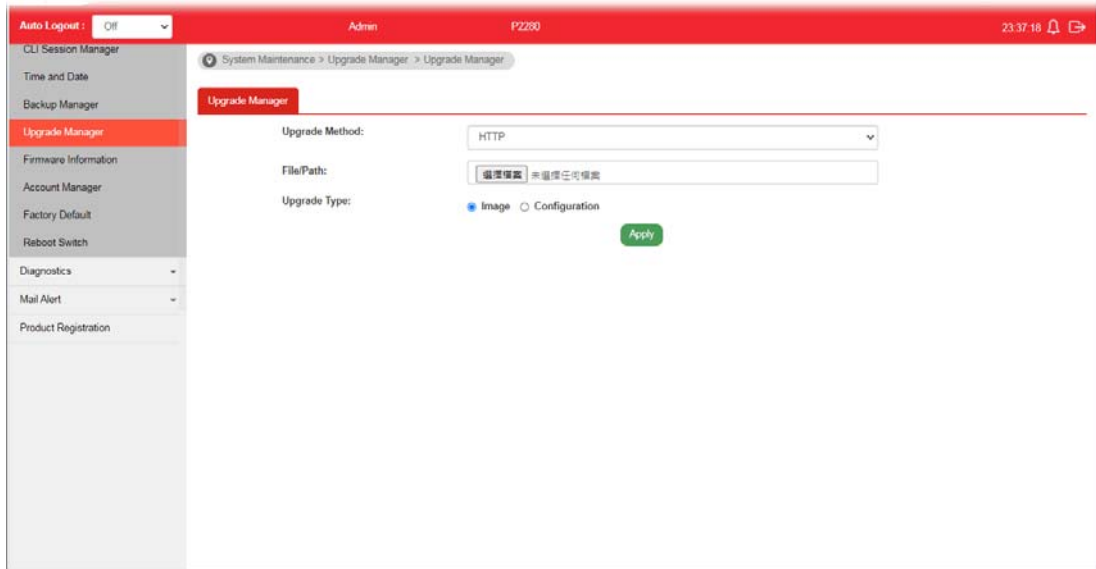 Auto Logout : Off Admin P2280 23:37:18
CLI Session Manager
System Maintenance > Upgrade Manager > Upgrade Manager
Time and Date
Backup Manager
Upgrade Manager
Firmware Information
Account Manager
Factory Default
Reboot Switch
Diagnostics
Mail Alert
Product Registration
Upgrade Manager
Upgrade Method: HTTP
File/Path: 選擇檔案 未選擇任何檔案
Upgrade Type: Image Configuration
Apply